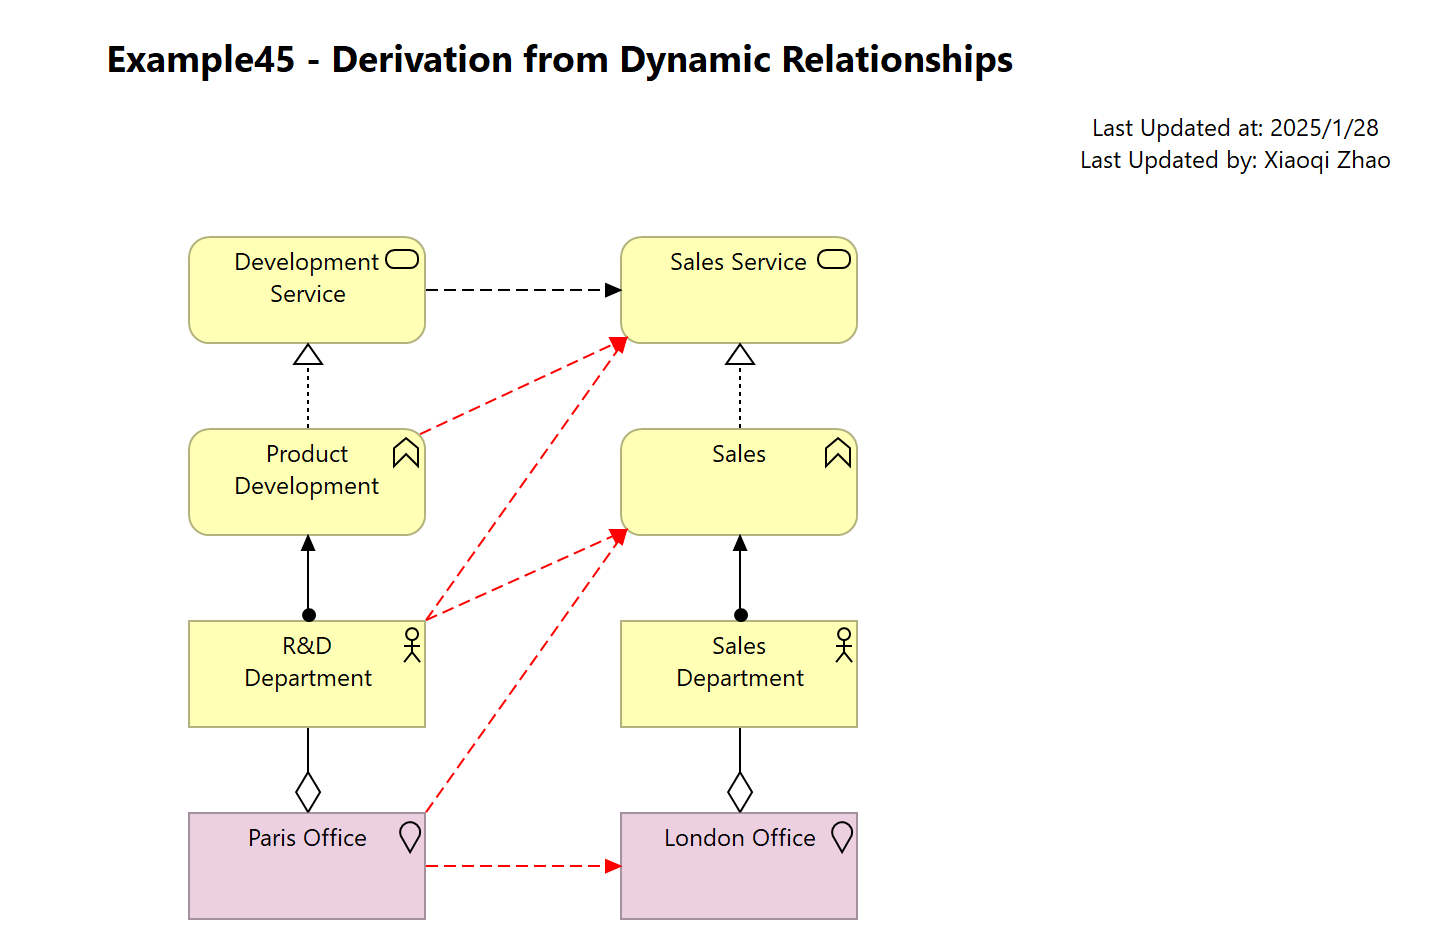 Example45 - Derivation from Dynamic Relationships
Last Updated at: 2025/1/28
Last Updated by: Xiaoqi Zhao
Development
Service
Sales Service
Product
Development
Sales
R&D
Department
Sales
Department
Paris Office
London Office